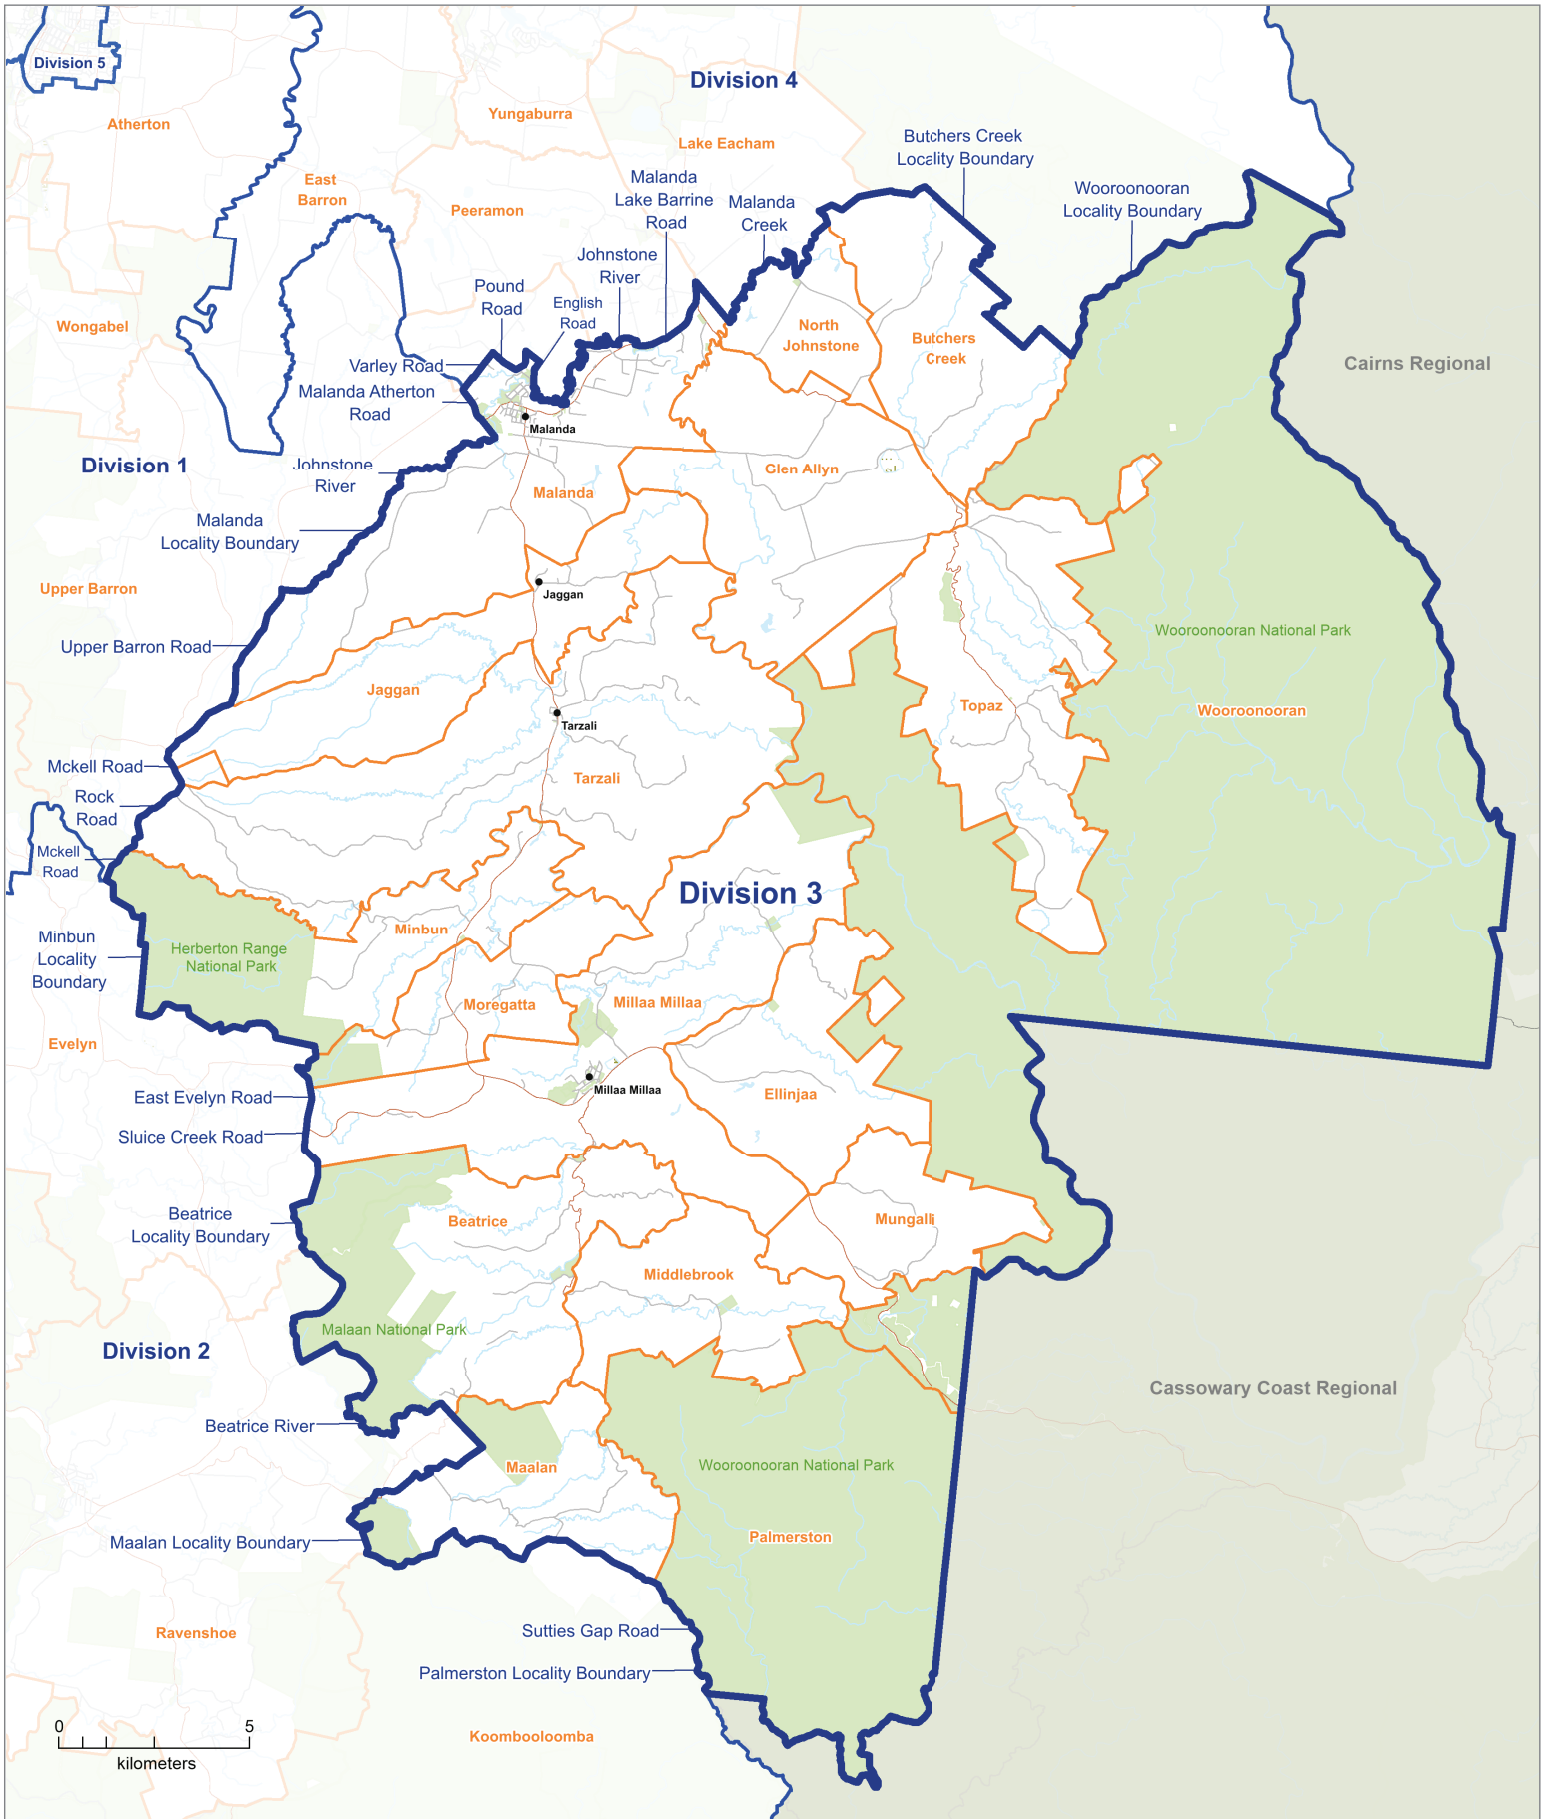 Division 5
Division 4
Atherton
Yungaburra
Lake Eacham
Butchers Creek
Locality Boundary
East
Barron
Malanda
Lake Barrine
Road
Malanda
Creek
Wooroonooran
Locality Boundary
Peeramon
Johnstone
River
Pound
Road
English
Road
Wongabel
North
Johnstone
Butchers
Creek
Cairns Regional
Varley Road
Malanda Atherton
Road
Malanda
Division 1
Johnstone
River
Glen Allyn
Malanda
Malanda
Locality Boundary
Upper Barron
Jaggan
Wooroonooran National Park
Upper Barron Road
Jaggan
Topaz
Wooroonooran
Tarzali
Mckell Road
Tarzali
Rock
Road
Mckell
Road
Division 3
Minbun
Locality
Boundary
Herberton Range
National Park
Minbun
Moregatta
Millaa Millaa
Evelyn
East Evelyn Road
Millaa Millaa
Ellinjaa
Sluice Creek Road
Beatrice
Locality Boundary
Beatrice
Mungalli
Middlebrook
Malaan National Park
Division 2
Cassowary Coast Regional
Beatrice River
Maalan
Wooroonooran National Park
Maalan Locality Boundary
Palmerston
Ravenshoe
Sutties Gap Road
Palmerston Locality Boundary
Koombooloomba
0 5
kilometers